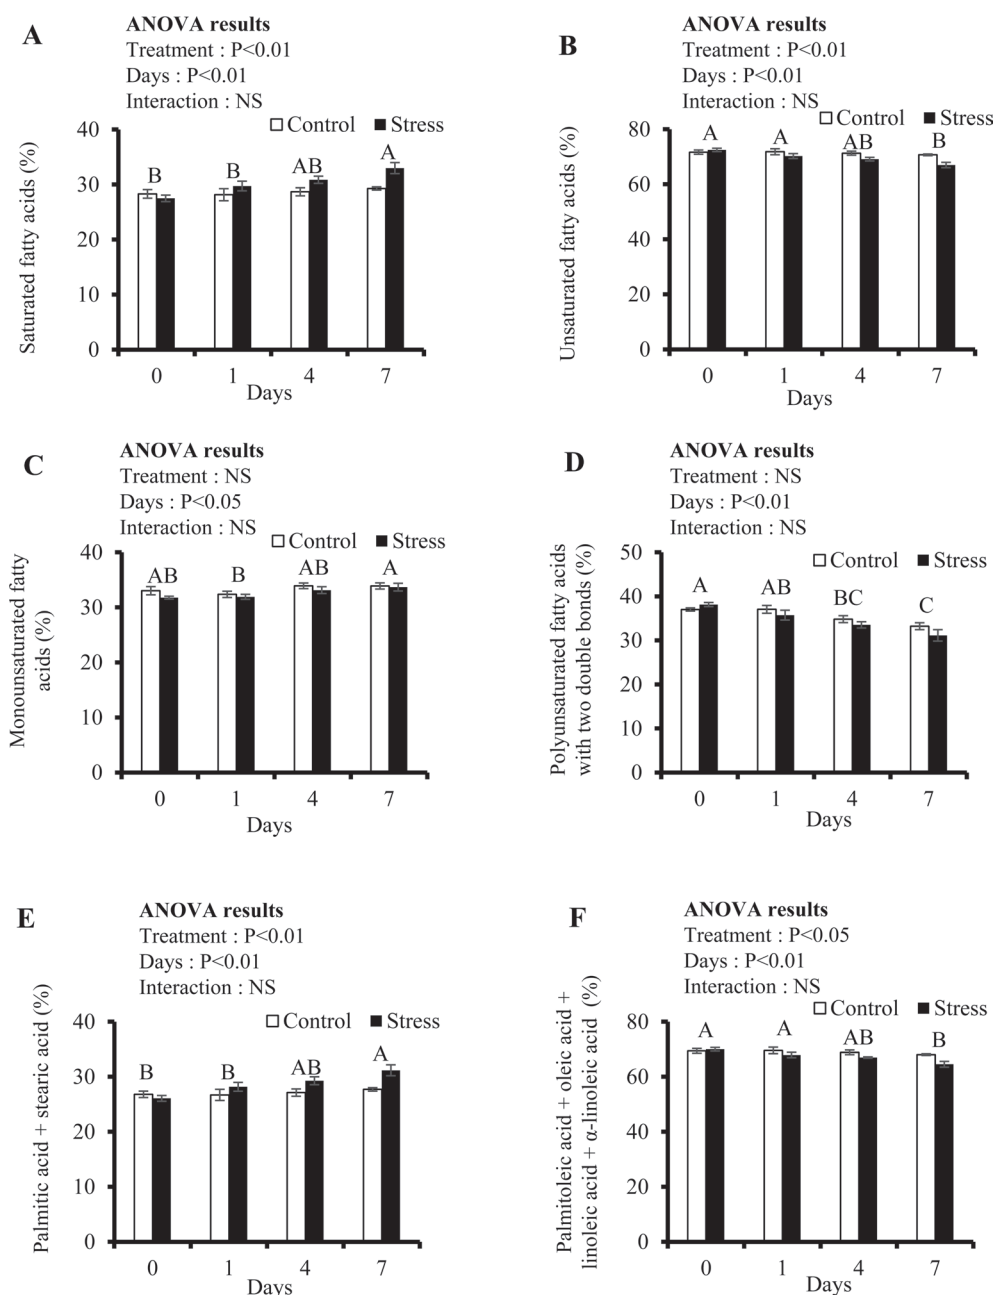 A
ANOVA results
Treatment : P<0.01
Days : P<0.01
Interaction : NS
Control Stress
Saturated fatty acids (%)
40
30
20
10
0
B B AB A
0 1 4 7
Days
B
ANOVA results
Treatment : P<0.01
Days : P<0.01
Interaction : NS
Control Stress
Unsaturated fatty acids (%)
80
60
40
20
0
A A AB B
0 1 4 7
Days
C
ANOVA results
Treatment : NS
Days : P<0.05
Interaction : NS
Control Stress
Monounsaturated fatty
acids (%)
40
30
20
10
0
AB B AB A
0 1 4 7
Days
D
ANOVA results
Treatment : NS
Days : P<0.01
Interaction : NS
Control Stress
Polyunsaturated fatty acids
with two double bonds (%)
50
40
30
20
10
0
A AB BC C
0 1 4 7
Days
E
ANOVA results
Treatment : P<0.01
Days : P<0.01
Interaction : NS
Control Stress
Palmitic acid + stearic acid (%)
40
30
20
10
0
B B AB A
0 1 4 7
Days
F
ANOVA results
Treatment : P<0.05
Days : P<0.01
Interaction : NS
Control Stress
Palmitoleic acid + oleic acid +
linoleic acid + α-linoleic acid (%)
80
60
40
20
0
A A AB B
0 1 4 7
Days